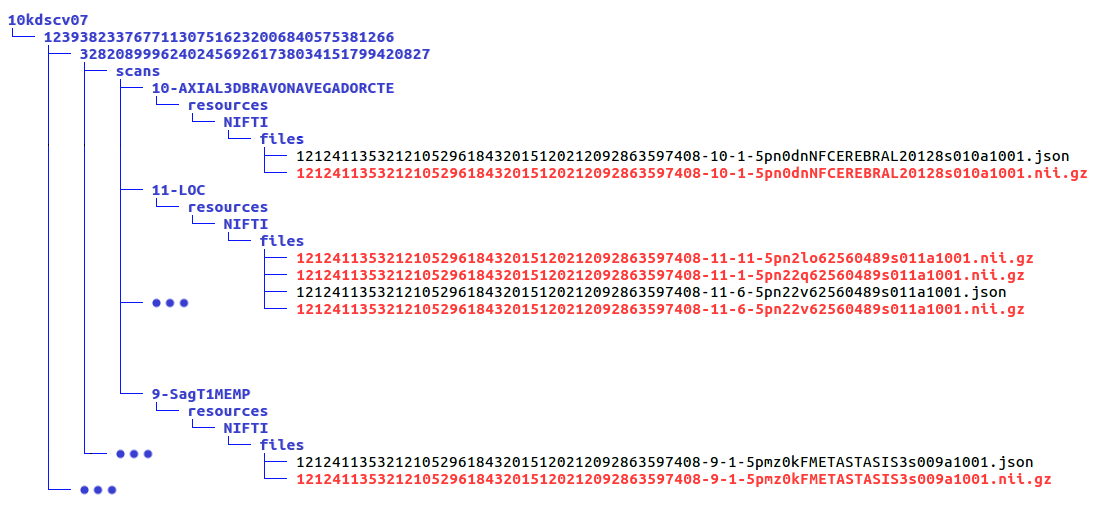 10kdscv07
123938233767711307516232006840575381266
328208999624024569261738034151799420827
scans
10-AXIAL3DBRAVONAVEGADORCTE
resources
NIFTI
files
121241135321210529618432015120212092863597408-10-1-5pn0dnNFCEREBRAL20128s010a1001.json
121241135321210529618432015120212092863597408-10-1-5pn0dnNFCEREBRAL20128s010a1001.nii.gz
11-LOC
resources
NIFTI
files
121241135321210529618432015120212092863597408-11-11-5pn2lo62560489s011a1001.nii.gz
121241135321210529618432015120212092863597408-11-1-5pn22q62560489s011a1001.nii.gz
121241135321210529618432015120212092863597408-11-6-5pn22v62560489s011a1001.json
121241135321210529618432015120212092863597408-11-6-5pn22v62560489s011a1001.nii.gz
9-SagT1MEMP
resources
NIFTI
files
121241135321210529618432015120212092863597408-9-1-5pmz0kFMETASTASIS3s009a1001.json
121241135321210529618432015120212092863597408-9-1-5pmz0kFMETASTASIS3s009a1001.nii.gz